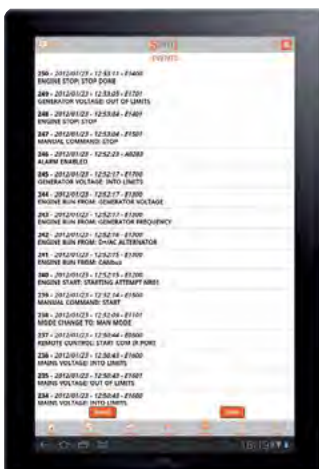 EVENTS
250 - 2012/01/23 - 12:53:11 - E1400
ENGINE STOP: STOP DONE
249 - 2012/01/23 - 12:53:05 - E1701
GENERATOR VOLTAGE: OUT OF LIMITS
248 - 2012/01/23 - 12:53:04 - E1401
ENGINE STOP: STOP
247 - 2012/01/23 - 12:53:04 - E1501
MANUAL COMMAND: STOP
246 - 2012/01/23 - 12:52:23 -
ALARM ENABLED
245 - 2012/01/23 - 12:52:17 - E1700
GENERATOR VOLTAGE: INTO LIMITS
244 - 2012/01/23 - 12:52:17 - E1300
ENGINE RUN FROM: GENERATOR VOLTAGE
243 - 2012/01/23 - 12:52:17 - E1300
ENGINE RUN FROM: GENERATOR FREQUENCY
242 - 2012/01/23 - 12:52:16 - E1300
ENGINE RUN FROM: D+/AC ALTERNATOR
241 - 2012/01/23 - 12:52:15 - E1300
ENGINE RUN FROM: CANbus
240 - 2012/01/23 - 12:52:15 - E1200
ENGINE START: STARTING ATTEMPT NR01
239 - 2012/01/23 - 12:52:14 - E1500
MANUAL COMMAND: START
238 - 2012/01/23 - 12:52:04 - E1101
MODE CHANGE TO: MAN MODE
237 - 2012/01/23 - 12:50:44 -
REMOTE CONTROL: START COM IR PORT
236 - 2012/01/23 - 12:50:43 - E1600
MAINS VOLTAGE: INTO LIMITS
235 - 2012/01/23 - 12:50:43 - E1601
MAINS VOLTAGE: OUT OF LIMITS
234 - 2012/01/23 - 12:50:43 - E1600
MAINS VOLTAGE: INTO LIMITS
18:15